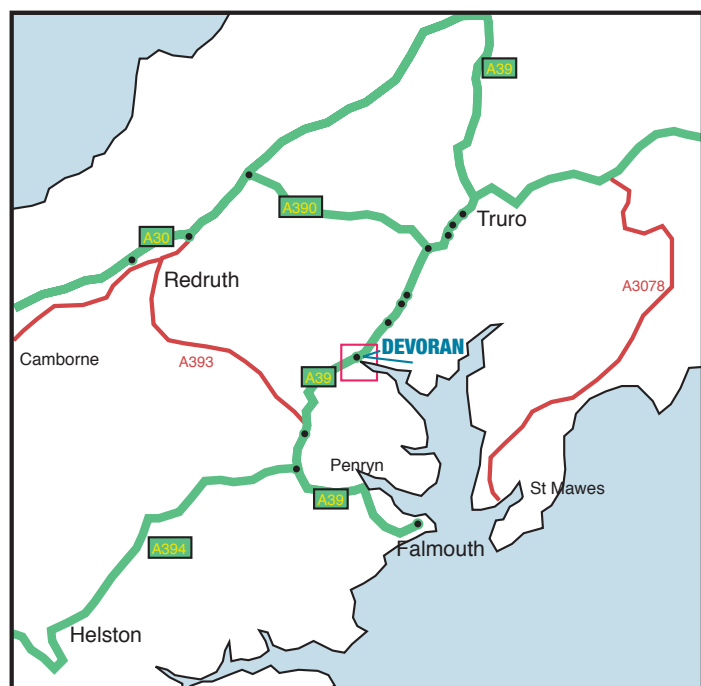 A39
A390
Truro
A30
Redruth
A3078
DEVORAN
Camborne
A393
A39
Penryn
St Mawes
A39
A394
Falmouth
Helston